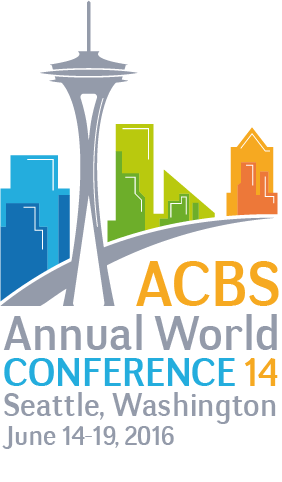 ACBS
Annual World
CONFERENCE 14
Seattle, Washington
June 14-19, 2016